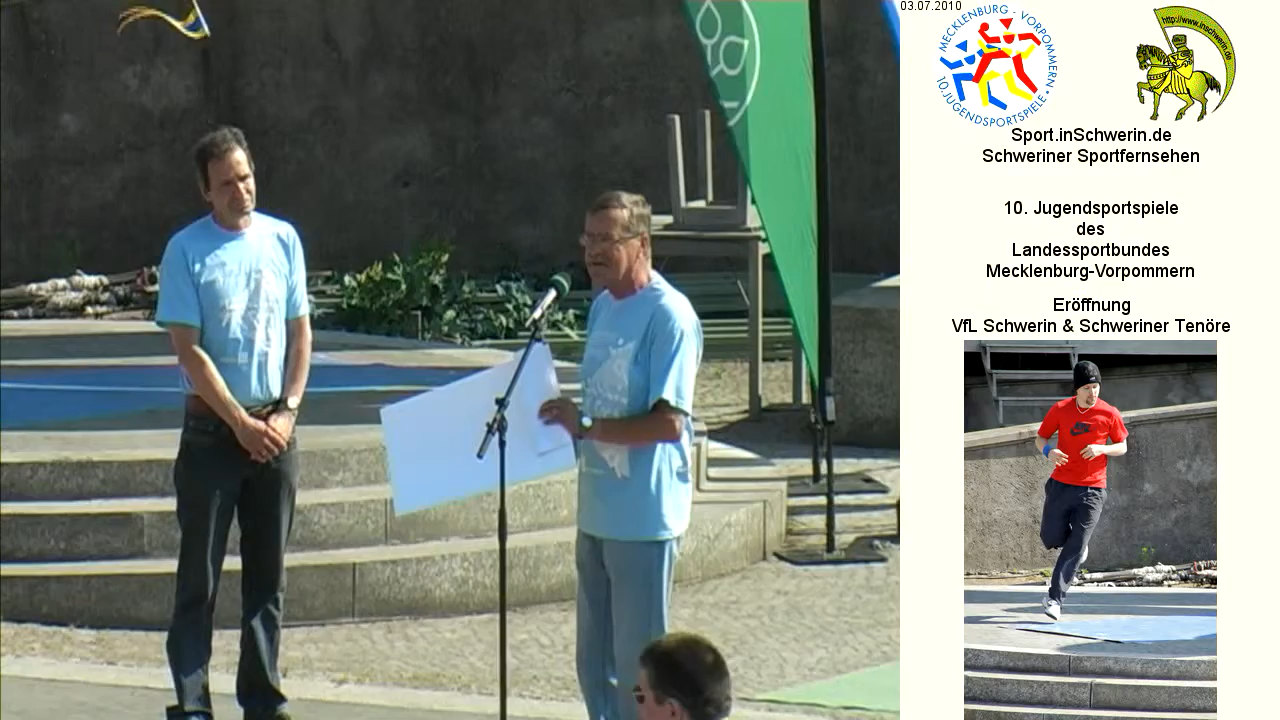 03.07.2010
MECKLENBURG - VORPOMMERN
10. JUGENDSPORTSPIELE
http://www.inschwerin.de
Sport.inSchwerin.de
Schweriner Sportfernsehen
10. Jugendsportspiele
des
Landessportbundes
Mecklenburg-Vorpommern
Eröffnung
VfL Schwerin & Schweriner Tenöre